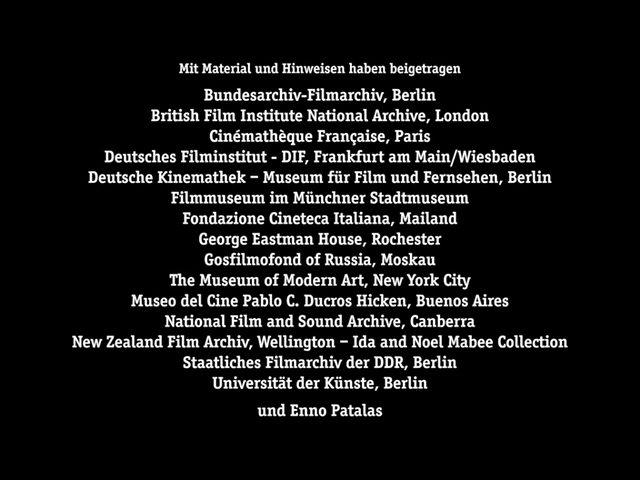 Mit Material und Hinweisen haben beigetragen
Bundesarchiv-Filmarchiv, Berlin
British Film Institute National Archive, London
Cinémathèque Française, Paris
Deutsches Filminstitut - DIF, Frankfurt am Main/Wiesbaden
Deutsche Kinemathek – Museum für Film und Fernsehen, Berlin
Filmmuseum im Münchner Stadtmuseum
Fondazione Cineteca Italiana, Mailand
George Eastman House, Rochester
Gosfilmofond of Russia, Moskau
The Museum of Modern Art, New York City
Museo del Cine Pablo C. Ducros Hicken, Buenos Aires
National Film and Sound Archive, Canberra
New Zealand Film Archiv, Wellington – Ida and Noel Mabee Collection
Staatliches Filmarchiv der DDR, Berlin
Universität der Künste, Berlin
und Enno Patalas